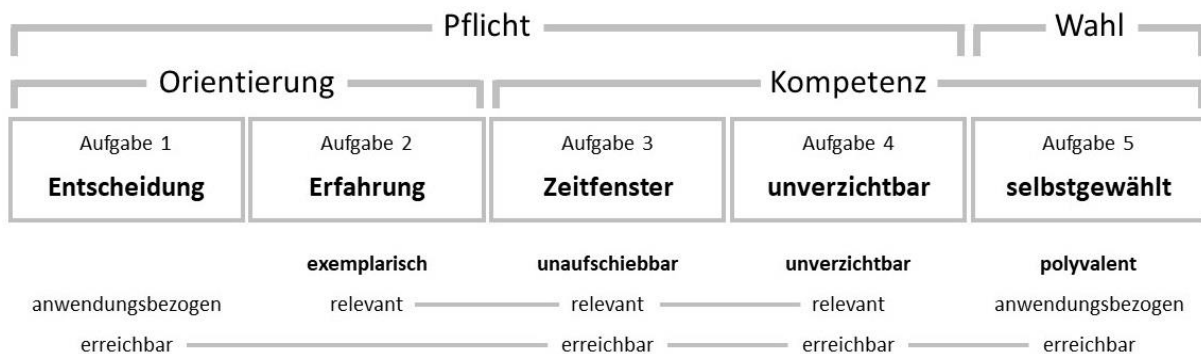 Pflicht Wahl
Orientierung Kompetenz
Aufgabe 1 Aufgabe 2 Aufgabe 3 Aufgabe 4 Aufgabe 5
Entscheidung Erfahrung Zeitfenster unverzichtbar selbstgewählt
exemplarisch unaufschiebbar unverzichtbar polyvalent
anwendungsbezogen relevant relevant relevant anwendungsbezogen
erreichbar erreichbar erreichbar erreichbar